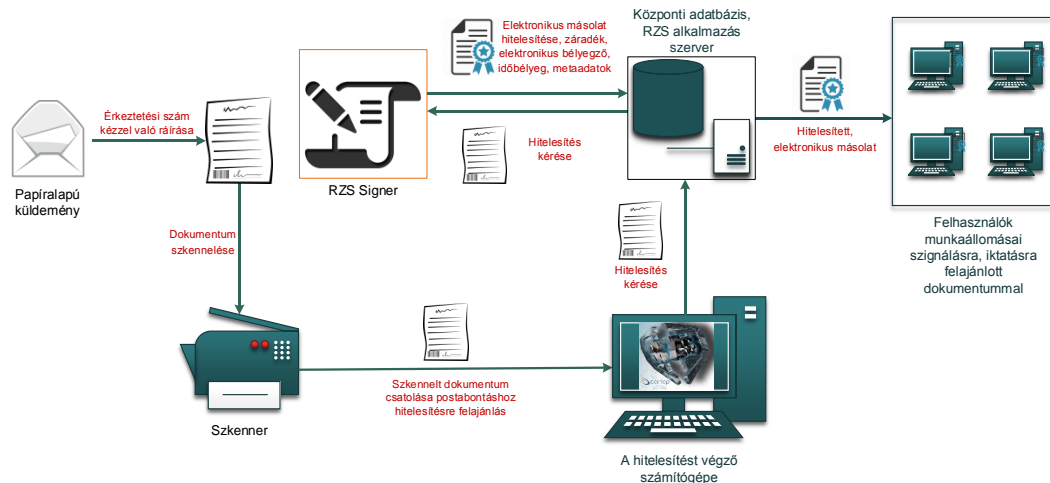 Elektronikus másolat
hitelesítése, záradék,
elektronikus bélyegző,
időbélyeg, metaadatok
Központi adatbázis,
RZS alkalmazás
szerver
Érkeztetési szám
kézzel való ráírása
Papíralapú
küldemény
RZS Signer
Hitelesítés
kérése
Hitelesített,
elektronikus másolat
Felhasználók
munkaállomásai
szignálásra, iktatásra
felajánlott
dokumentummal
Dokumentum
szkennelése
Hitelesítés
kérése
Szkennelt dokumentum
csatolása postabontáshoz
hitelesítésre felajánlás
Szkenner
A hitelesítést végző
számítógépe